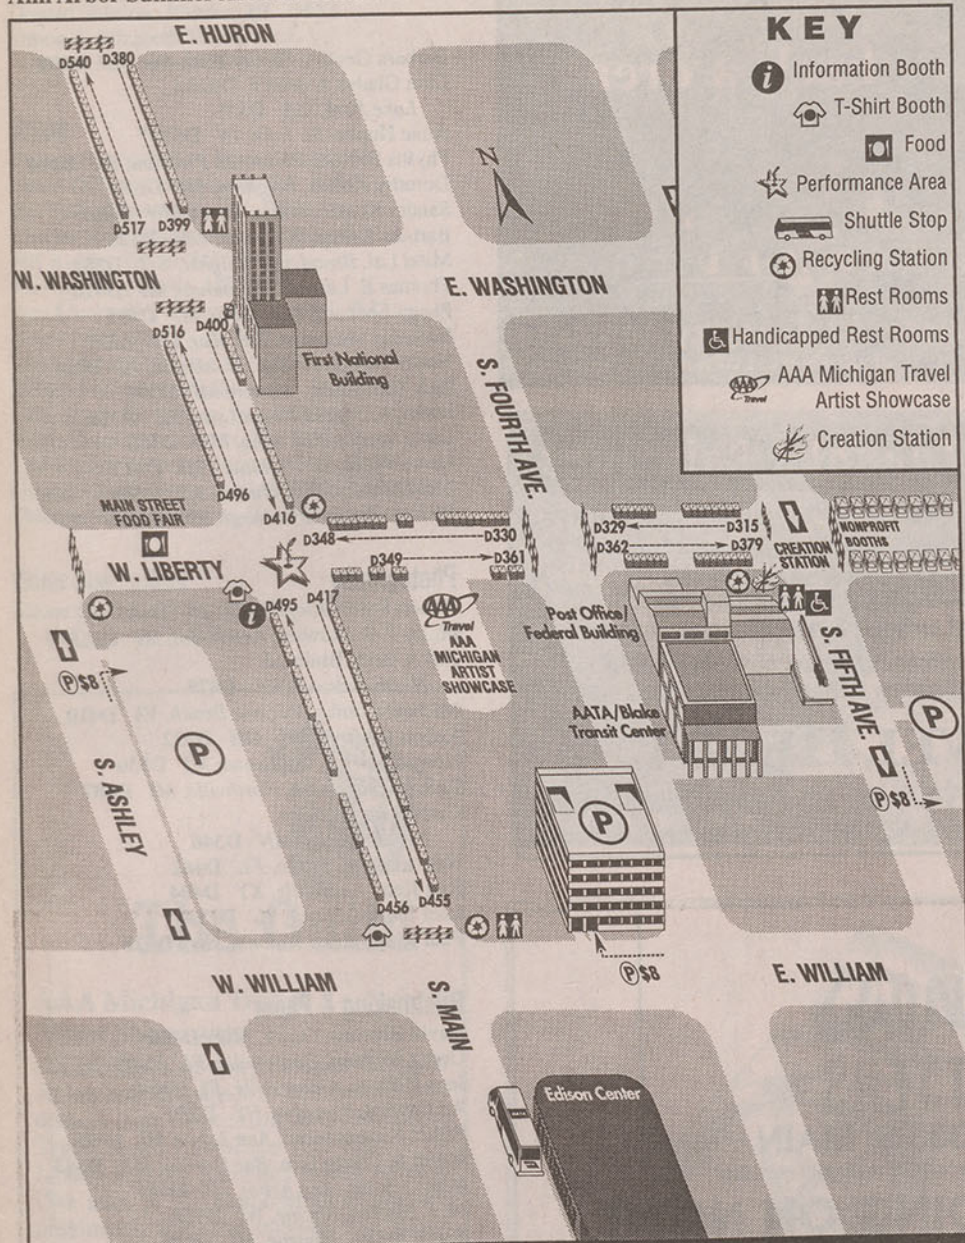 E. HURON
KEY
Information Booth
T-Shirt Booth
Food
Performance Area
Shuttle Stop
Recycling Station
Rest Rooms
Handicapped Rest Rooms
AAA
Travel
AAA Michigan Travel
Artist Showcase
Creation Station
D540 D380
N
D517 D399
W. WASHINGTON
E. WASHINGTON
D516 D400
First National
Building
S. FOURTH AVE.
D496
D416
MAIN STREET
FOOD FAIR
D348 D330
D329 D315
NONPROFIT
BOOTHS
D349 D361
D362 D379
CREATION
STATION
W. LIBERTY
D495 D417
AAA
Travel
AAA
MICHIGAN
ARTIST
SHOWCASE
Post Office/
Federal Building
P $8
S. FIFTH AVE.
P
AATA/Blake
Transit Center
P
S. ASHLEY
P
P $8
D456 D455
P $8
W. WILLIAM
E. WILLIAM
S. MAIN
Edison Center